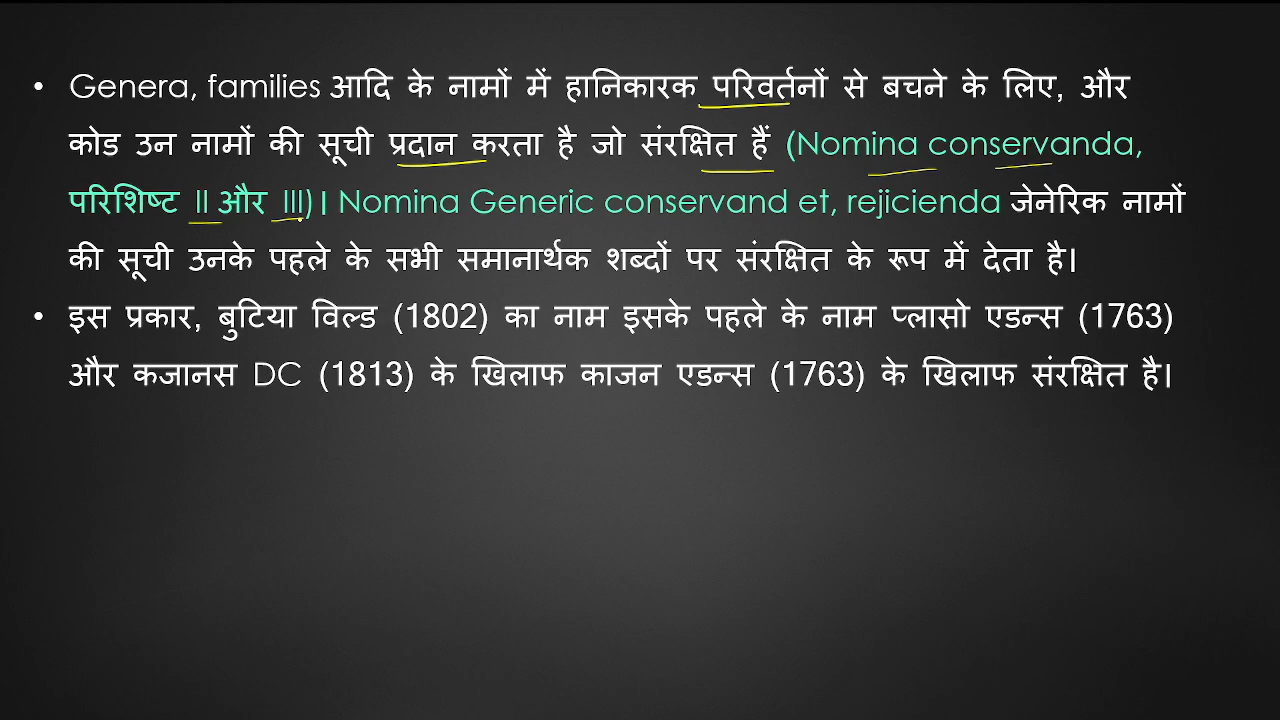 • Genera, families आदि के नामों में हानिकारक परिवर्तनों से बचने के लिए, और
कोड उन नामों की सूची प्रदान करता है जो संरक्षित हैं (Nomina conservanda,
परिशिष्ट II और III)। Nomina Generic conservand et, rejicienda जेनेरिक नामों
की सूची उनके पहले के सभी समानार्थक शब्दों पर संरक्षित के रूप में देता है।
• इस प्रकार, बुटिया विल्ड (1802) का नाम इसके पहले के नाम प्लासो एडन्स (1763)
और कजानस DC (1813) के खिलाफ काजन एडन्स (1763) के खिलाफ संरक्षित है।